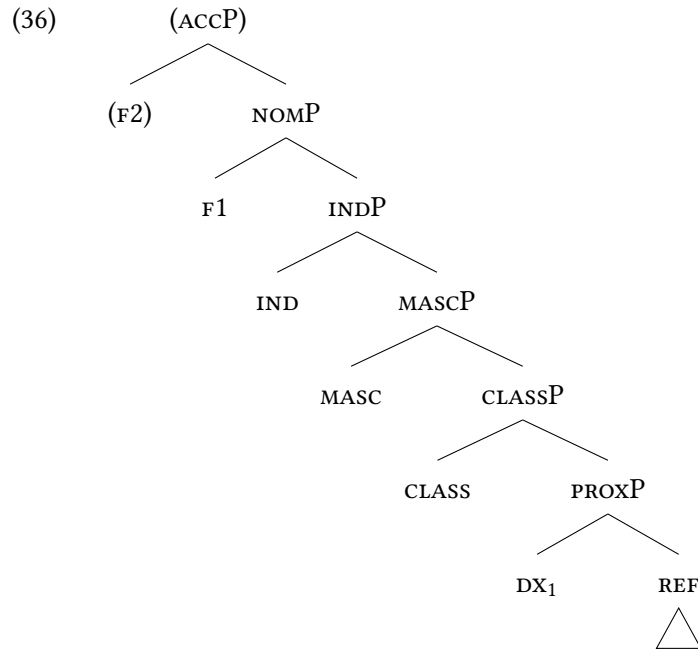 (36) (ACCP)
(F2) NOMP
F1 INDP
IND MASCP
MASC CLASSP
CLASS PROXP
DX₁ REF